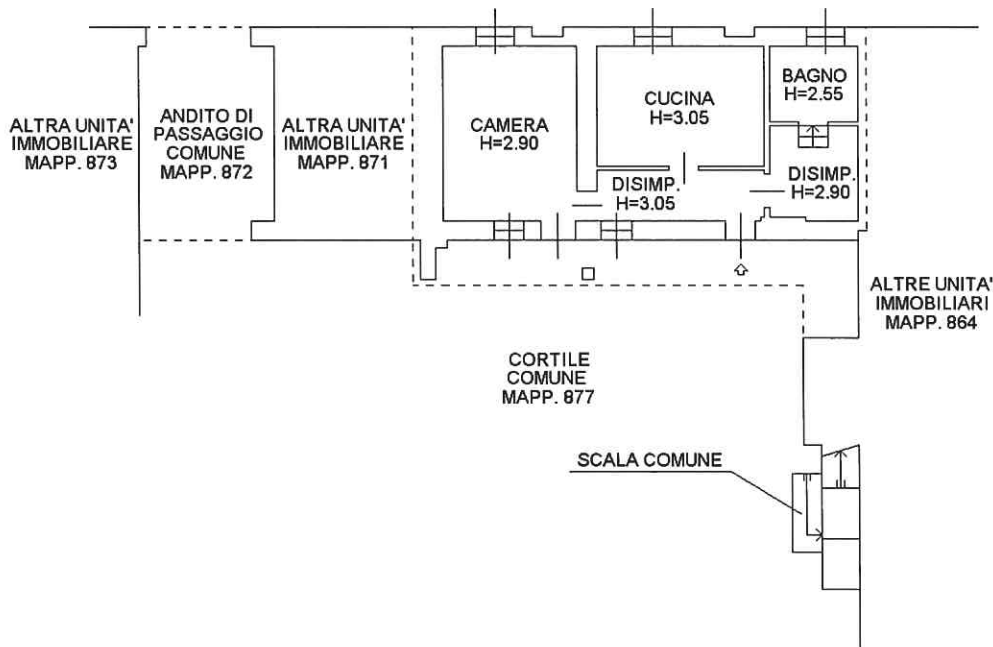 ALTRA UNITA'
IMMOBILIARE
MAPP. 873
ANDITO DI
PASSAGGIO
COMUNE
MAPP. 872
ALTRA UNITA'
IMMOBILIARE
MAPP. 871
CAMERA
H=2.90
CUCINA
H=3.05
BAGNO
H=2.55
DISIMP.
H=3.05
DISIMP.
H=2.90
ALTRE UNITA'
IMMOBILIARI
MAPP. 864
CORTILE
COMUNE
MAPP. 877
SCALA COMUNE